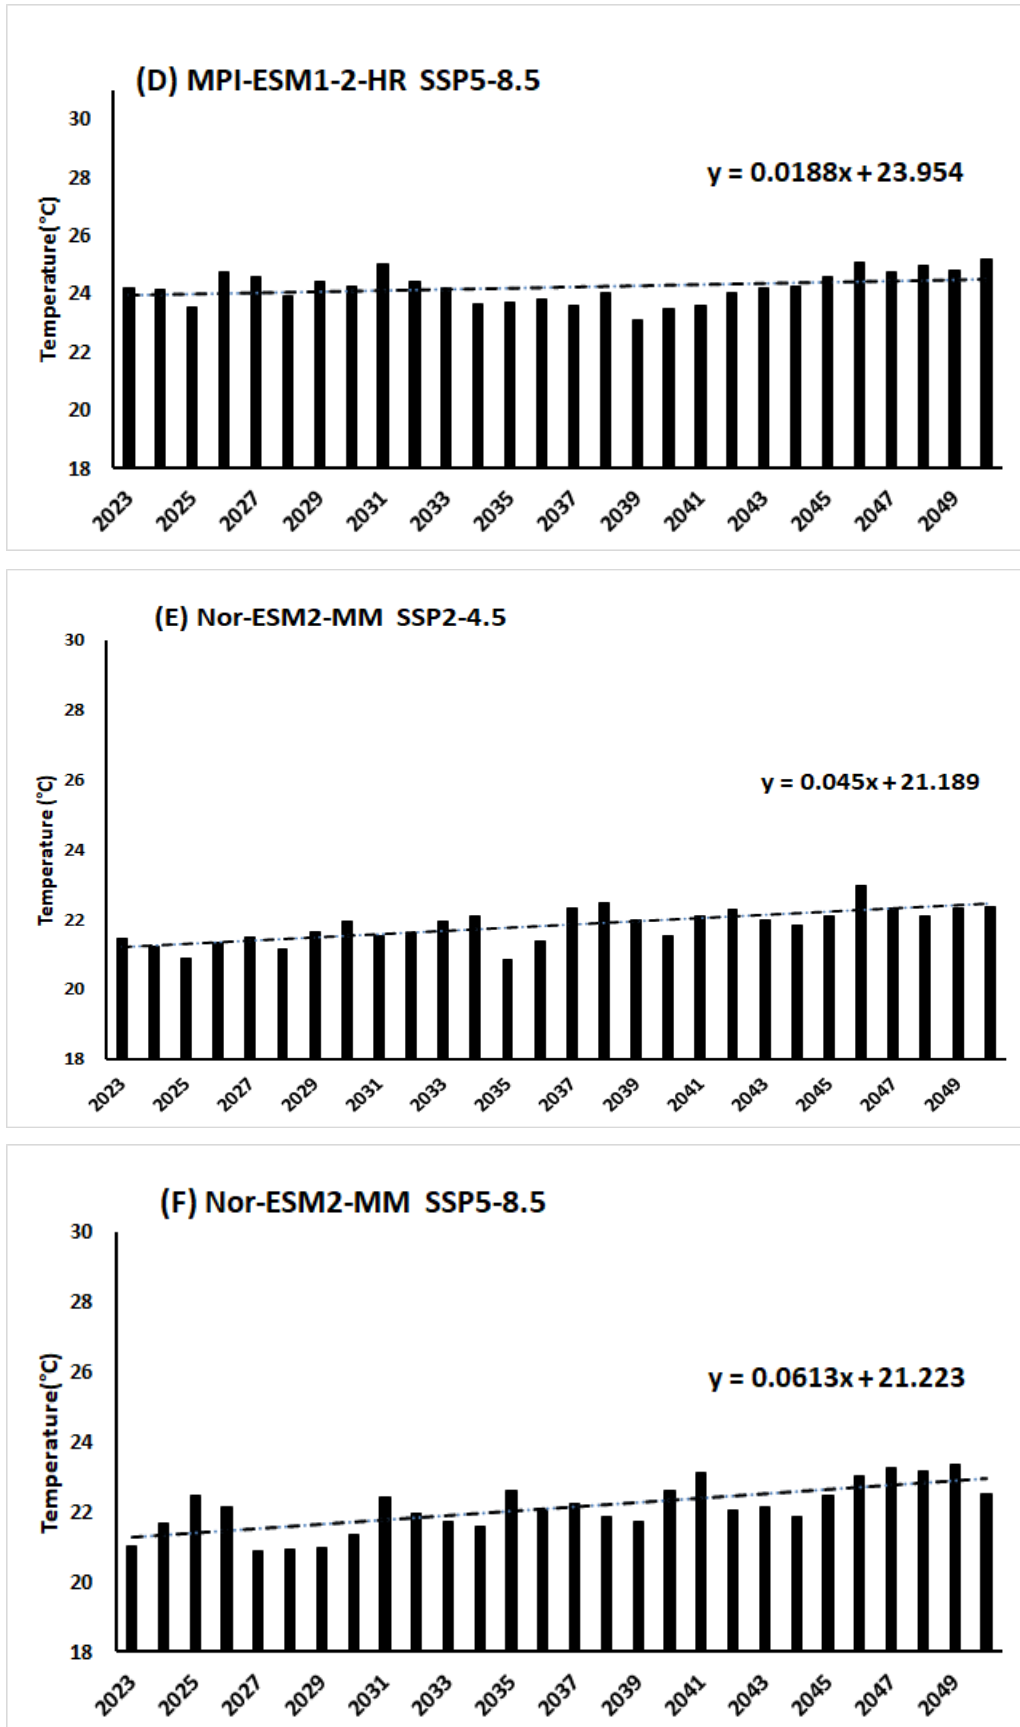 (D) MPI-ESM1-2-HR SSP5-8.5
y = 0.0188x + 23.954
Temperature(°C)
30
28
26
24
22
20
18
2023 2025 2027 2029 2031 2033 2035 2037 2039 2041 2043 2045 2047 2049
(E) Nor-ESM2-MM SSP2-4.5
y = 0.045x + 21.189
Temperature (°C)
30
28
26
24
22
20
18
2023 2025 2027 2029 2031 2033 2035 2037 2039 2041 2043 2045 2047 2049
(F) Nor-ESM2-MM SSP5-8.5
y = 0.0613x + 21.223
Temperature(°C)
30
28
26
24
22
20
18
2023 2025 2027 2029 2031 2033 2035 2037 2039 2041 2043 2045 2047 2049